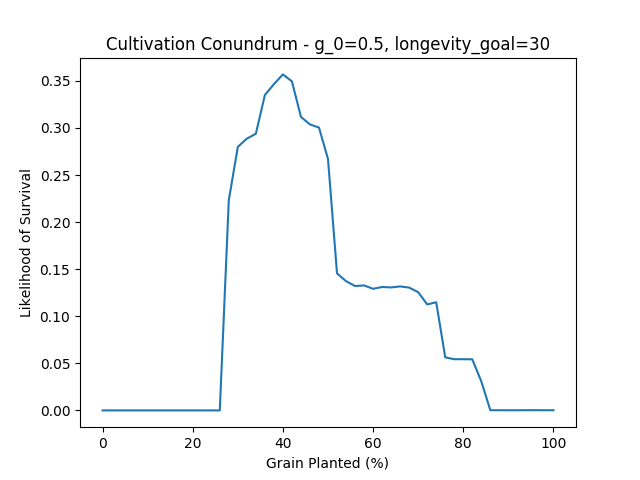 Cultivation Conundrum - g_0=0.5, longevity_goal=30
0.35
0.30
0.25
0.20
0.15
0.10
0.05
0.00
Likelihood of Survival
0 20 40 60 80 100
Grain Planted (%)